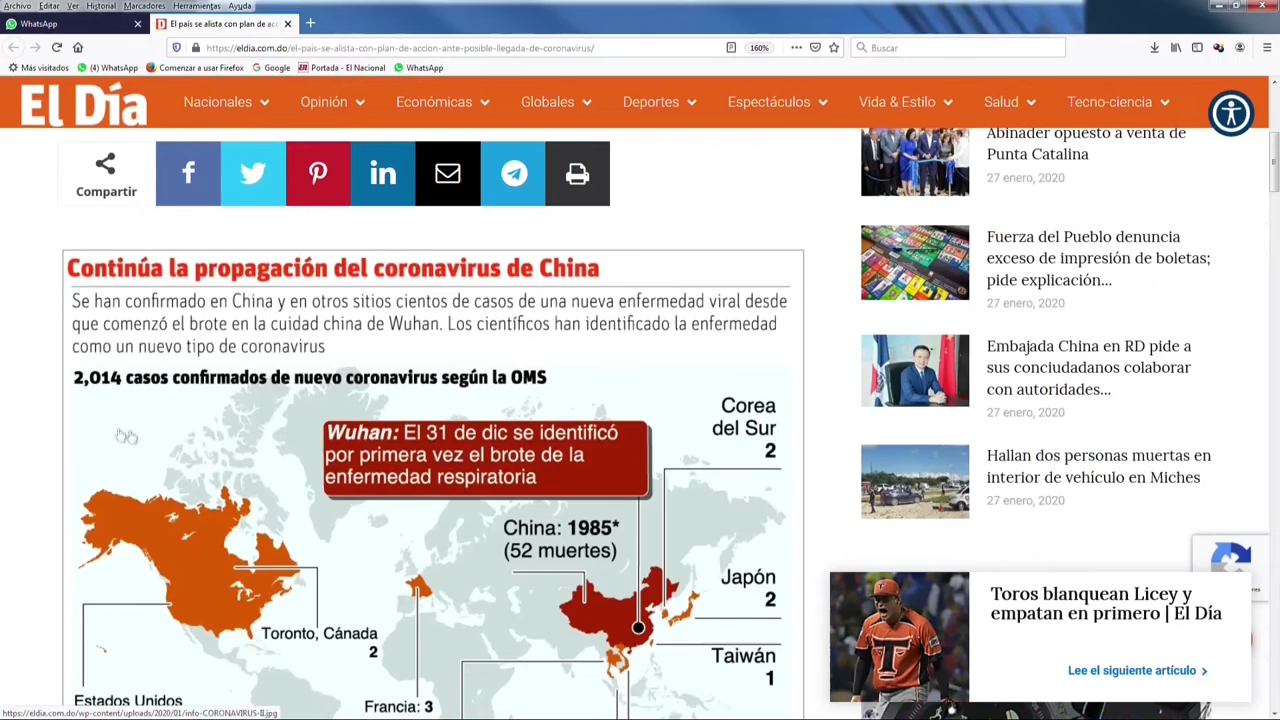 Archivo Editar Ver Historial Marcadores Herramientas Ayuda
WhatsApp
El país se alista con plan de acc
https://eldia.com.do/el-pais-se-alista-con-plan-de-accion-ante-posible-llegada-de-coronavirus/
160%
Buscar
Más visitados
(4) WhatsApp
Comenzar a usar Firefox
Google
Portada - El Nacional
WhatsApp
El Día
Nacionales
Opinión
Económicas
Globales
Deportes
Espectáculos
Vida & Estilo
Salud
Tecno-ciencia
Compartir
Continúa la propagación del coronavirus de China
Se han confirmado en China y en otros sitios cientos de casos de una nueva enfermedad viral desde
que comenzó el brote en la cuidad china de Wuhan. Los científicos han identificado la enfermedad
como un nuevo tipo de coronavirus
2,014 casos confirmados de nuevo coronavirus según la OMS
Wuhan: El 31 de dic se identificó
por primera vez el brote de la
enfermedad respiratoria
Corea
del Sur
2
China: 1985*
(52 muertes)
Japón
2
Toronto, Cánada
2
Taiwán
1
Estados Unidos
Francia: 3
Abinader opuesto a venta de
Punta Catalina
27 enero, 2020
Fuerza del Pueblo denuncia
exceso de impresión de boletas;
pide explicación...
27 enero, 2020
Embajada China en RD pide a
sus conciudadanos colaborar
con autoridades...
27 enero, 2020
Hallan dos personas muertas en
interior de vehículo en Miches
27 enero, 2020
Toros blanquean Licey y
empatan en primero | El Día
Lee el siguiente artículo
https://eldia.com.do/wp-content/uploads/2020/01/info-CORONAVIRUS-II.jpg